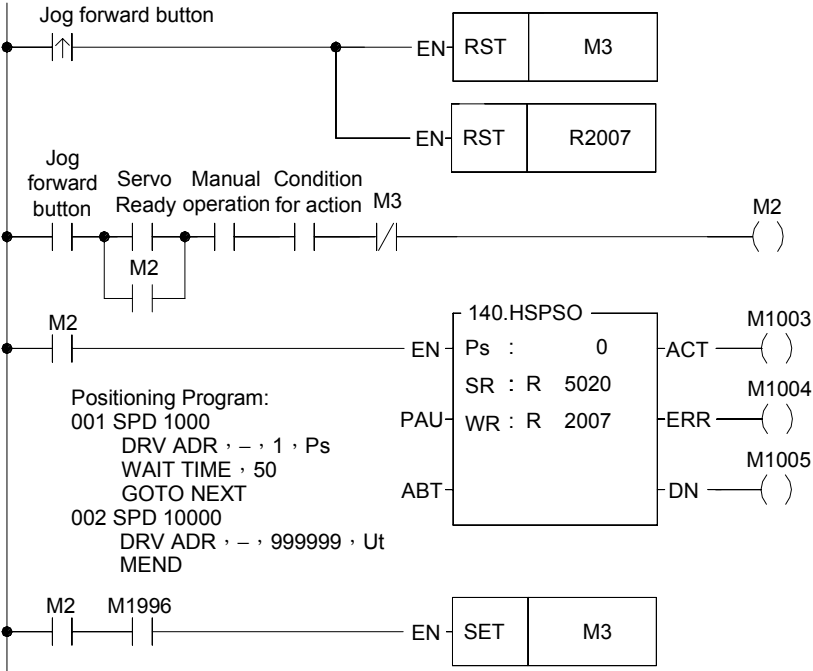 Jog forward button
EN RST M3
EN RST R2007
Jog forward button
Servo Ready
Manual operation
Condition for action
M3
M2
M2
M2
140.HSPSO
M1003
EN Ps : 0 ACT
SR : R 5020
M1004
PAU WR : R 2007 ERR
M1005
ABT DN
Positioning Program:
001 SPD 1000
DRV ADR , – , 1 , Ps
WAIT TIME , 50
GOTO NEXT
002 SPD 10000
DRV ADR , – , 999999 , Ut
MEND
M2 M1996
EN SET M3